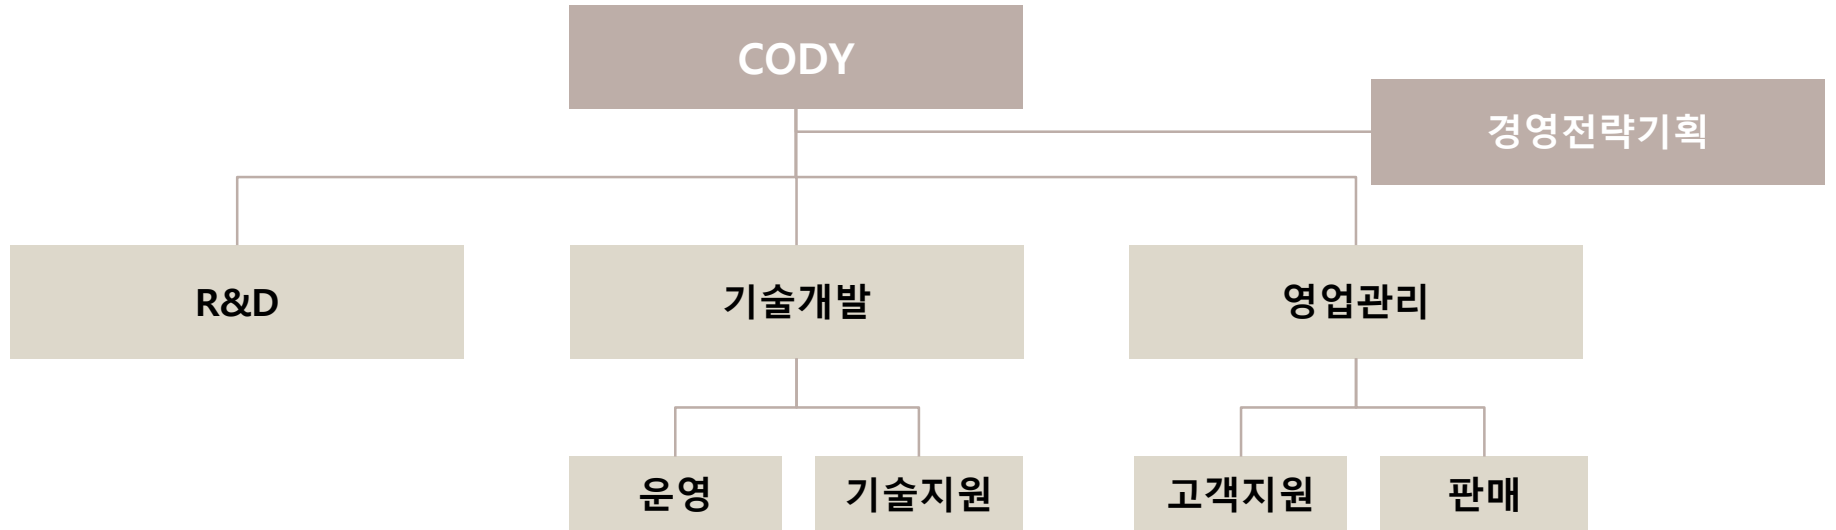 CODY
경영전략기획
R&D
기술개발
영업관리
운영
기술지원
고객지원
판매